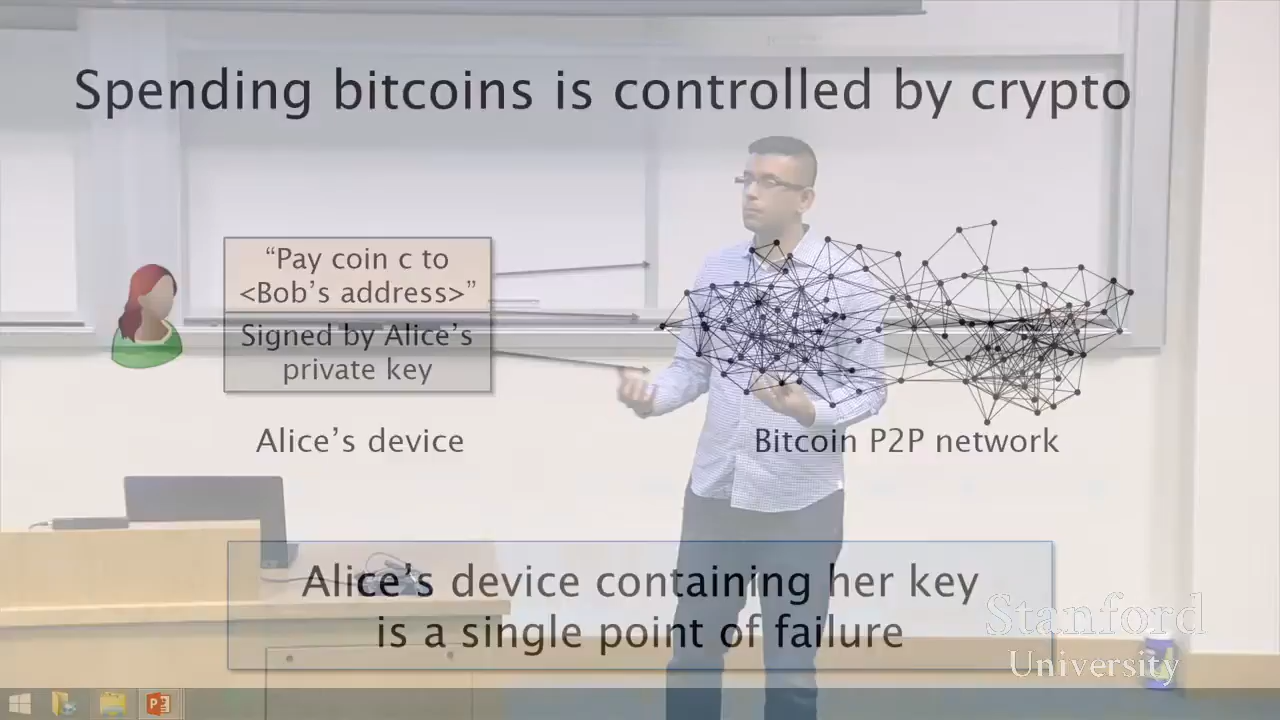 Spending bitcoins is controlled by crypto
“Pay coin c to
<Bob’s address>”
Signed by Alice’s
private key
Alice’s device
Bitcoin P2P network
Alice’s device containing her key
is a single point of failure
Stanford
University